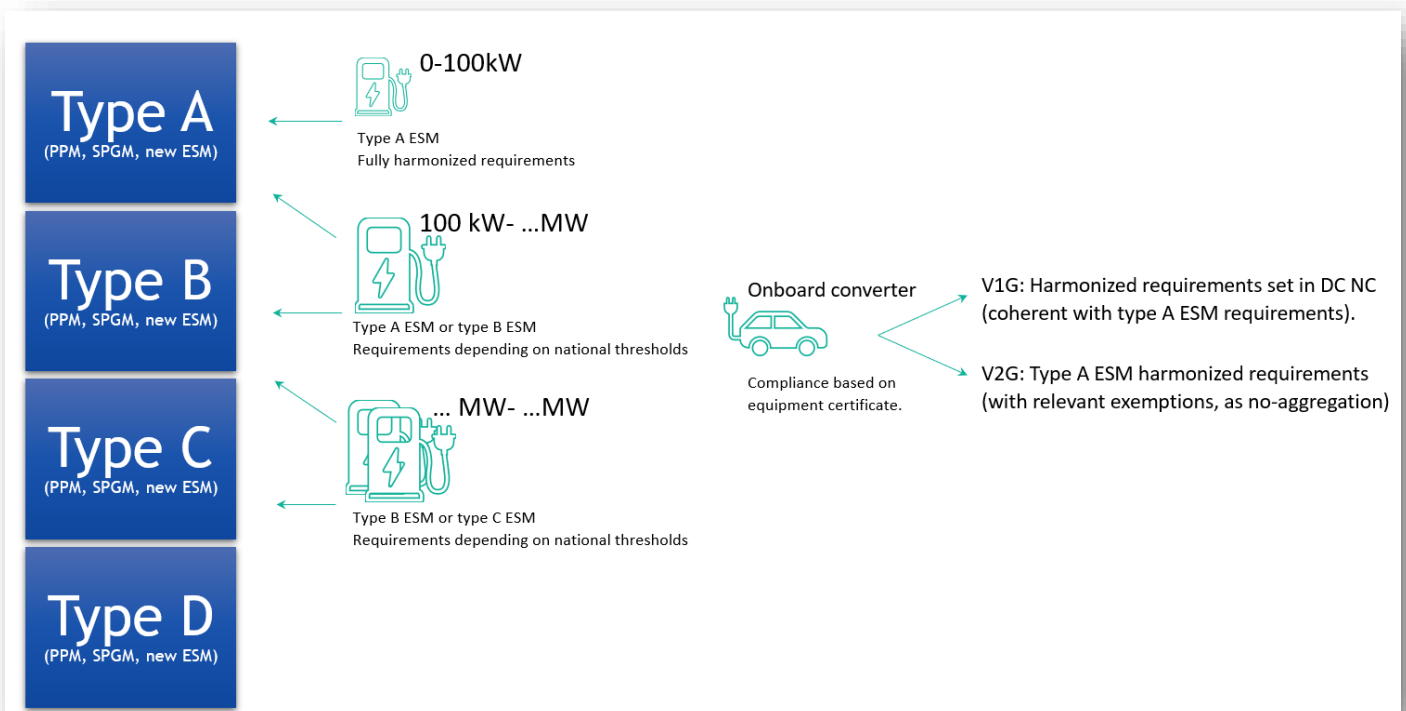 Type A
(PPM, SPGM, new ESM)
0-100kW
Type A ESM
Fully harmonized requirements
Type B
(PPM, SPGM, new ESM)
100 kW- ...MW
Type A ESM or type B ESM
Requirements depending on national thresholds
Type C
(PPM, SPGM, new ESM)
... MW- ...MW
Type B ESM or type C ESM
Requirements depending on national thresholds
Type D
(PPM, SPGM, new ESM)
Onboard converter
Compliance based on
equipment certificate.
V1G: Harmonized requirements set in DC NC
(coherent with type A ESM requirements).
V2G: Type A ESM harmonized requirements
(with relevant exemptions, as no-aggregation)